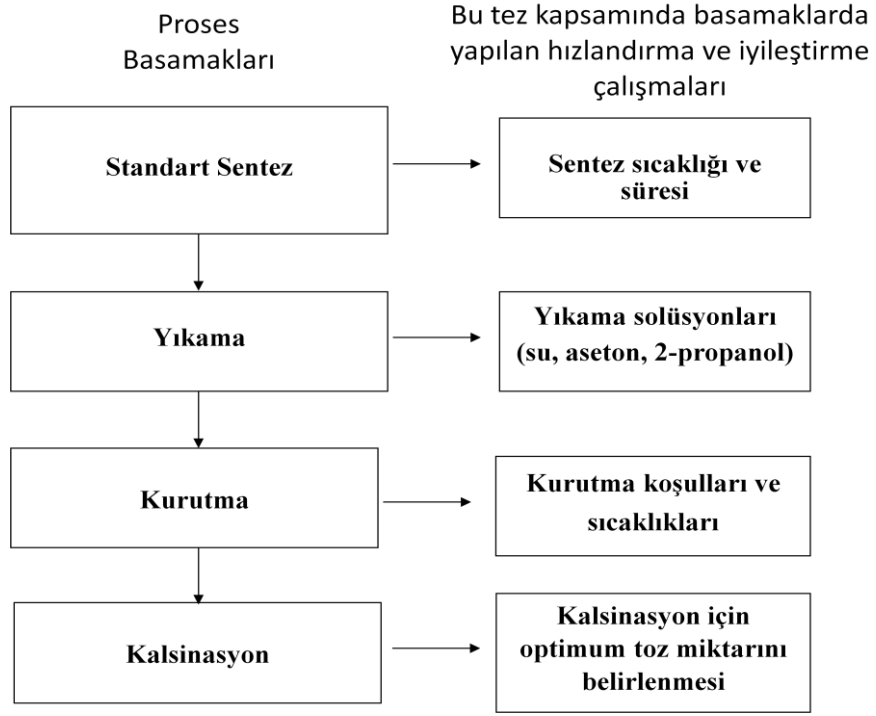 Proses
Basamakları
Bu tez kapsamında basamaklarda
yapılan hızlandırma ve iyileştirme
çalışmaları
Standart Sentez
Sentez sıcaklığı ve
süresi
Yıkama
Yıkama solüsyonları
(su, aseton, 2-propanol)
Kurutma
Kurutma koşulları ve
sıcaklıkları
Kalsinasyon
Kalsinasyon için
optimum toz miktarını
belirlenmesi